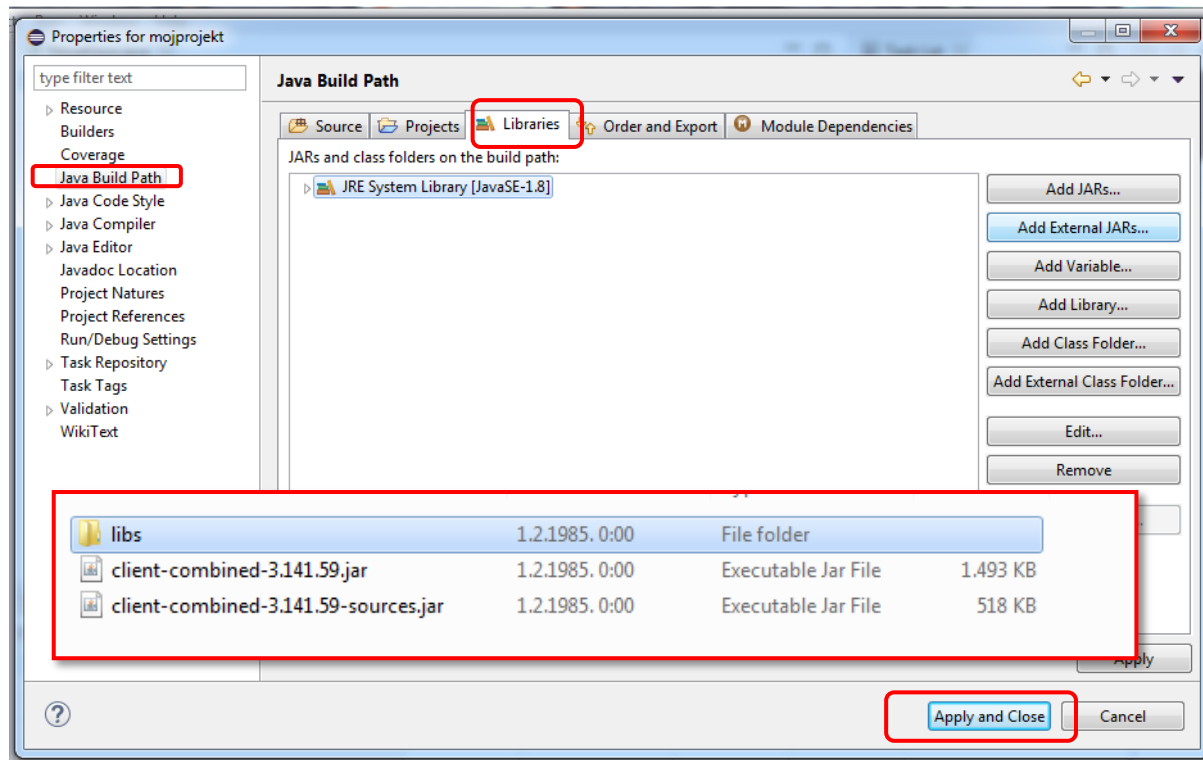 Properties for mojprojekt
type filter text
Resource
Builders
Coverage
Java Build Path
Java Code Style
Java Compiler
Java Editor
Javadoc Location
Project Natures
Project References
Run/Debug Settings
Task Repository
Task Tags
Validation
WikiText
Java Build Path
Source Projects Libraries Order and Export Module Dependencies
JARs and class folders on the build path:
JRE System Library [JavaSE-1.8]
Add JARs...
Add External JARs...
Add Variable...
Add Library...
Add Class Folder...
Add External Class Folder...
Edit...
Remove
libs 1.2.1985. 0:00 File folder
client-combined-3.141.59.jar 1.2.1985. 0:00 Executable Jar File 1.493 KB
client-combined-3.141.59-sources.jar 1.2.1985. 0:00 Executable Jar File 518 KB
Apply
Apply and Close Cancel